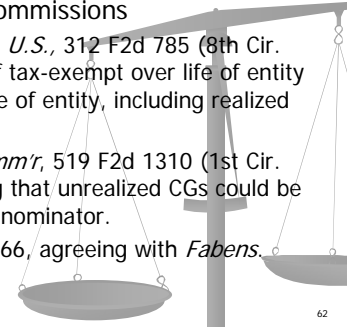 ommissions
U.S., 312 F2d 785 (8th Cir.
f tax-exempt over life of entity
e of entity, including realized
mm'r, 519 F2d 1310 (1st Cir.
g that unrealized CGs could be
nominator.
66, agreeing with Fabens.
62